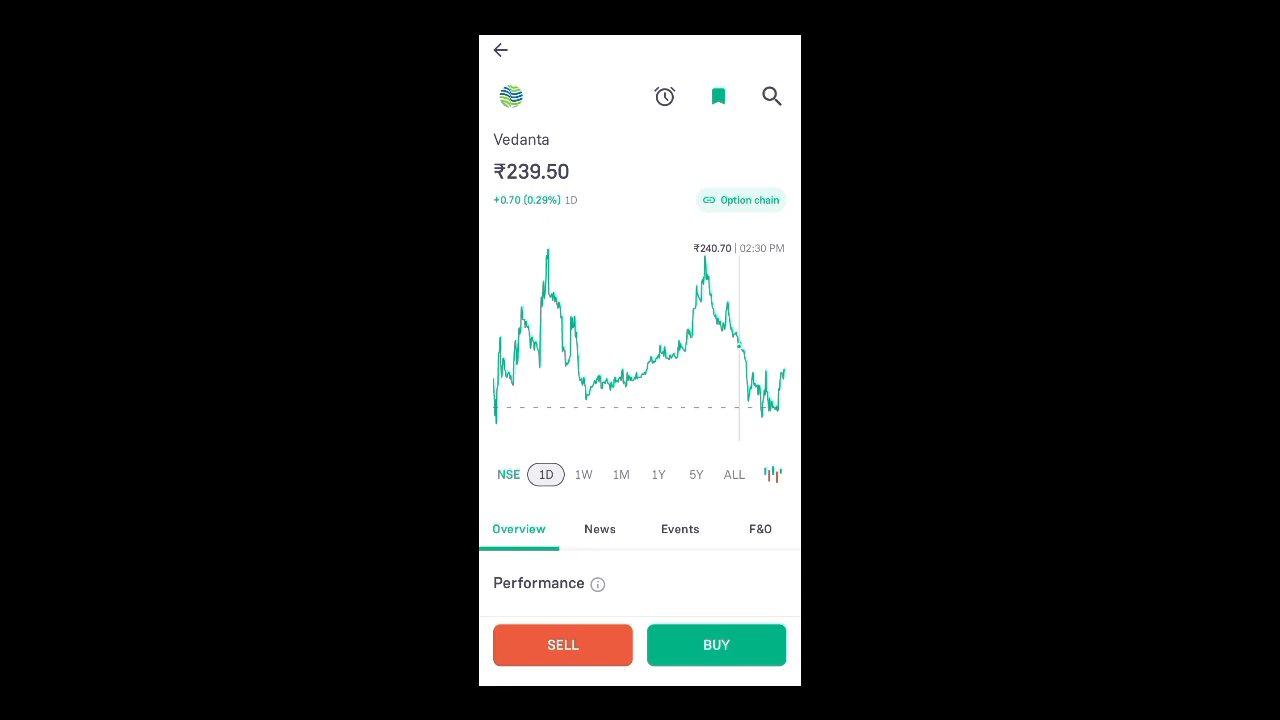 Vedanta
₹239.50
+0.70 (0.29%) 1D
Option chain
₹240.70 | 02:30 PM
NSE 1D 1W 1M 1Y 5Y ALL
Overview News Events F&O
Performance
SELL BUY